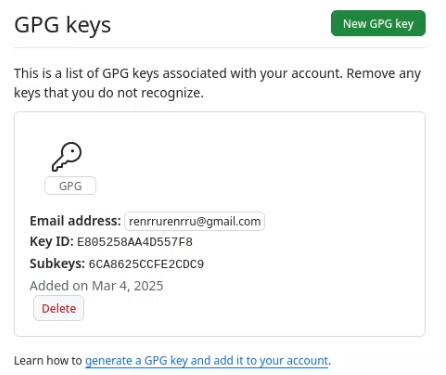 GPG keys
New GPG key
This is a list of GPG keys associated with your account. Remove any
keys that you do not recognize.
GPG
Email address: renrrurenrru@gmail.com
Key ID: E805258AA4D557F8
Subkeys: 6CA8625CCFE2CDC9
Added on Mar 4, 2025
Delete
Learn how to generate a GPG key and add it to your account.